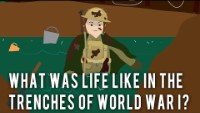 WHAT WAS LIFE LIKE IN THE
TRENCHES OF WORLD WAR I?